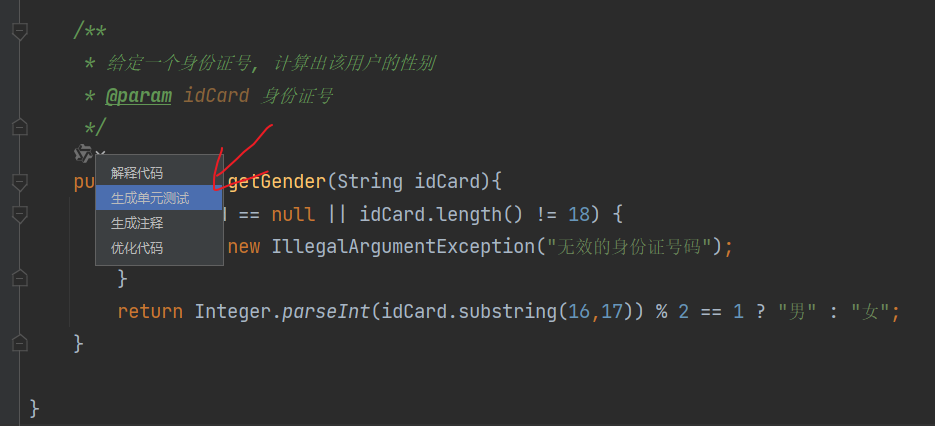 /**
* 给定一个身份证号, 计算出该用户的性别
* @param idCard 身份证号
*/
解释代码
pu getGender(String idCard){
生成单元测试
== null || idCard.length() != 18) {
生成注释
new IllegalArgumentException("无效的身份证号码");
优化代码
}
return Integer.parseInt(idCard.substring(16,17)) % 2 == 1 ? "男" : "女";
}
}